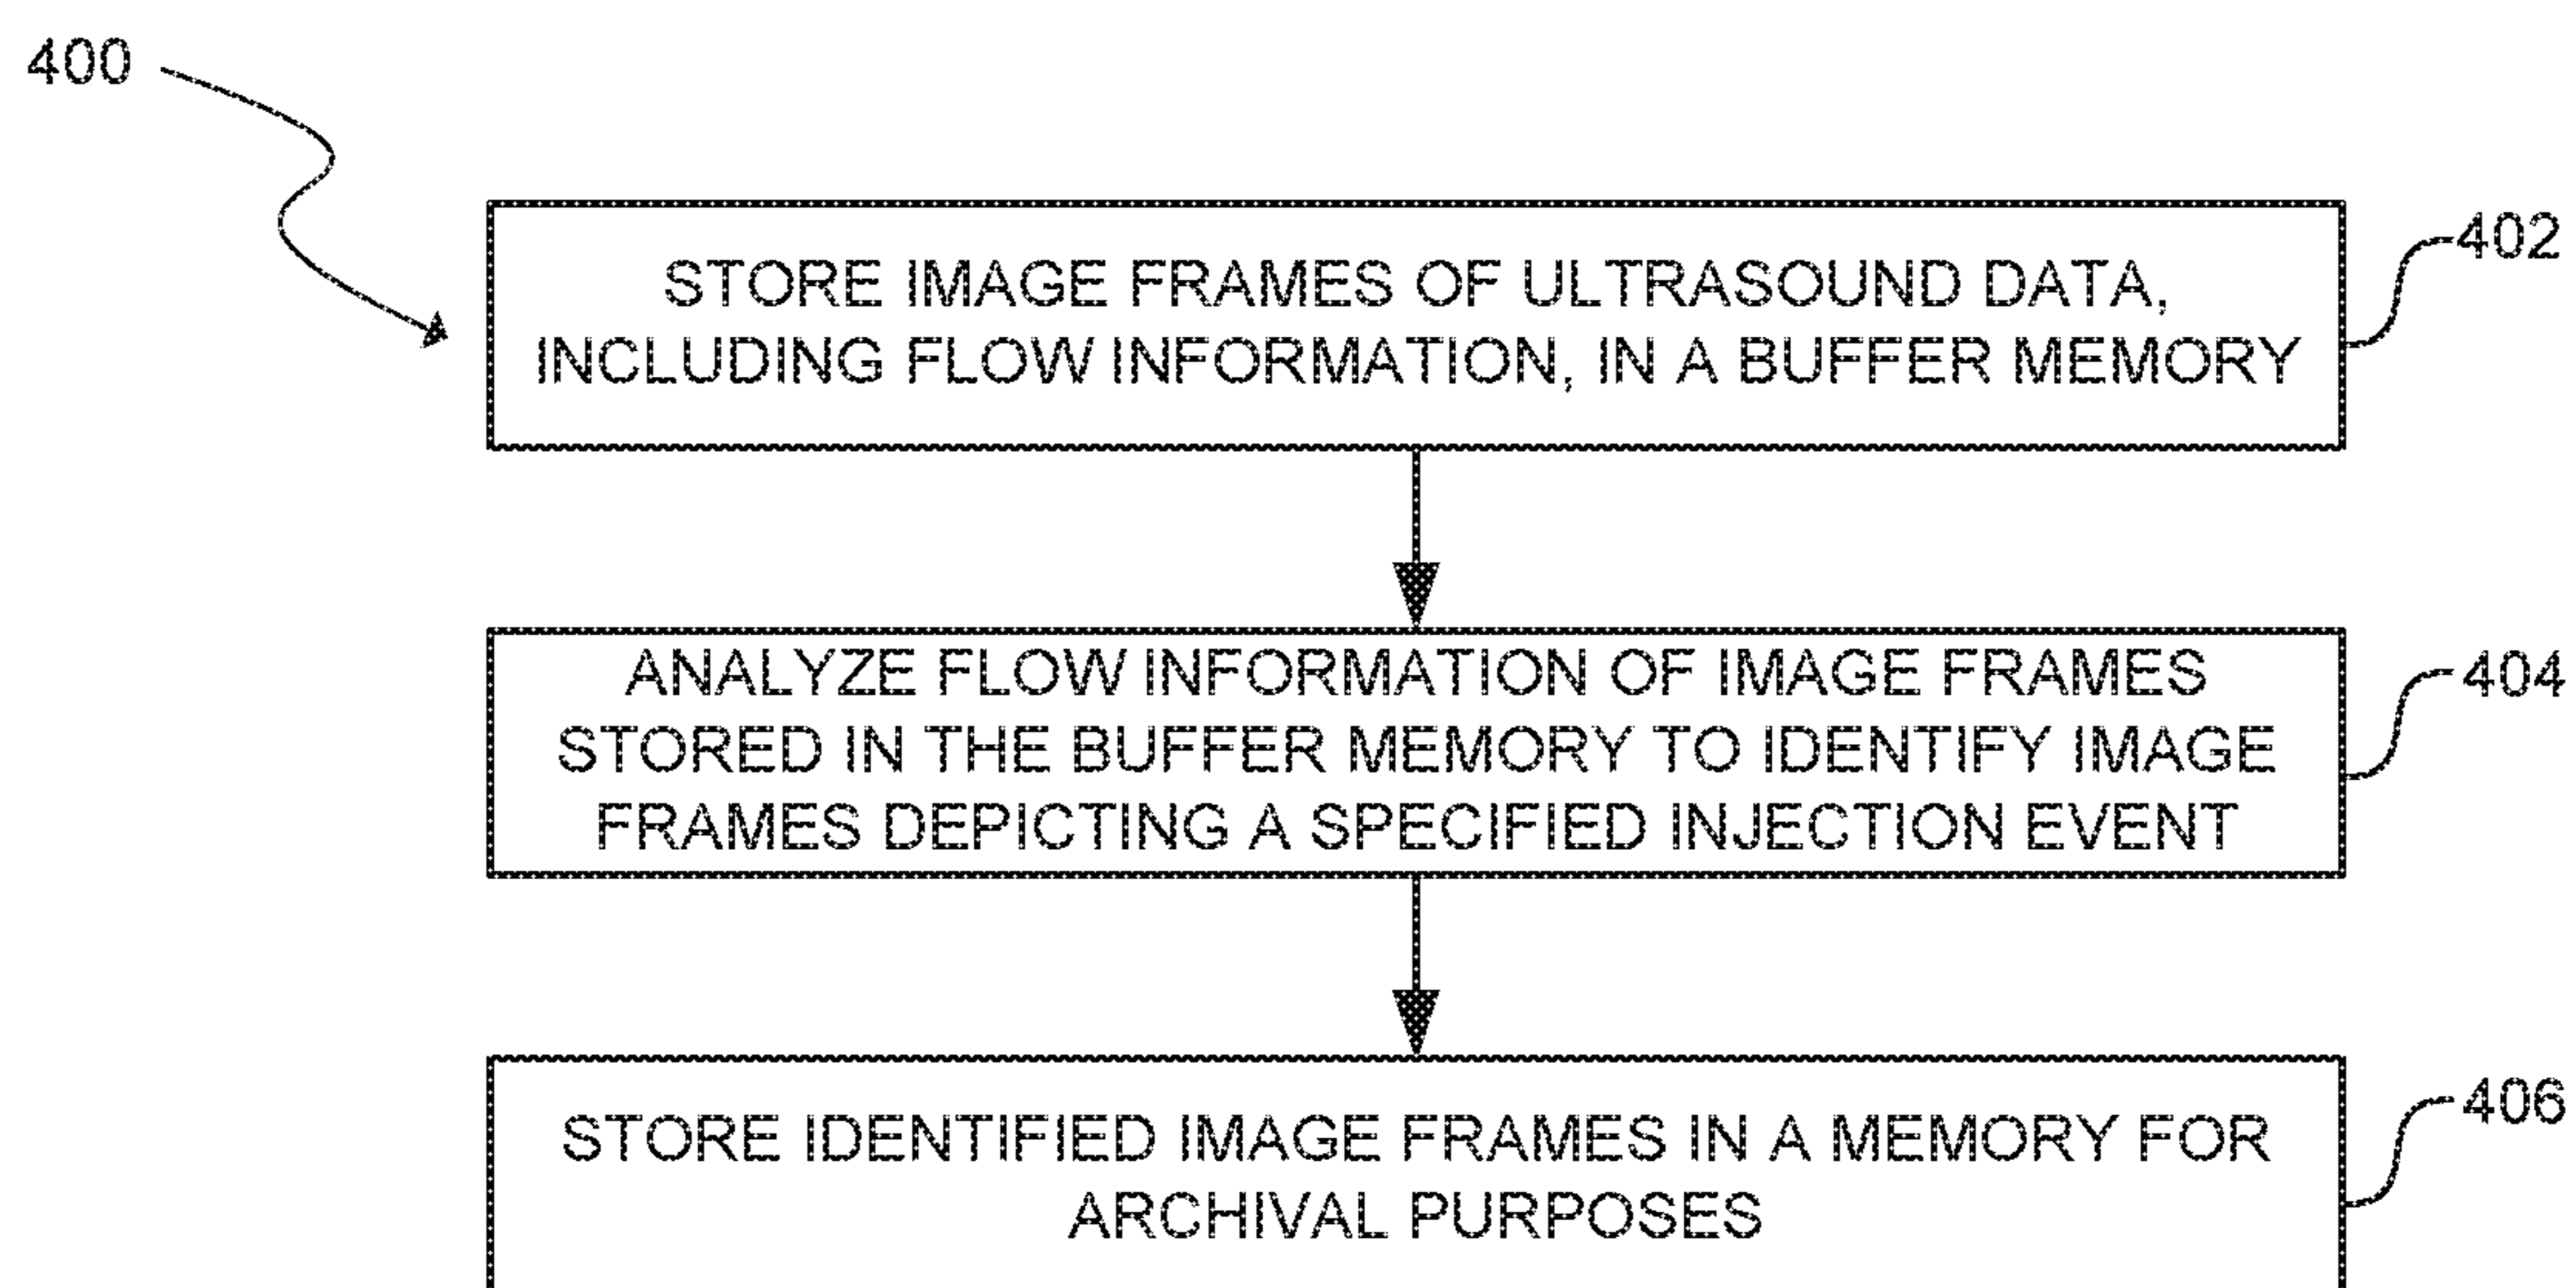 400
STORE IMAGE FRAMES OF ULTRASOUND DATA,
INCLUDING FLOW INFORMATION, IN A BUFFER MEMORY
402
ANALYZE FLOW INFORMATION OF IMAGE FRAMES
STORED IN THE BUFFER MEMORY TO IDENTIFY IMAGE
FRAMES DEPICTING A SPECIFIED INJECTION EVENT
404
STORE IDENTIFIED IMAGE FRAMES IN A MEMORY FOR
ARCHIVAL PURPOSES
406